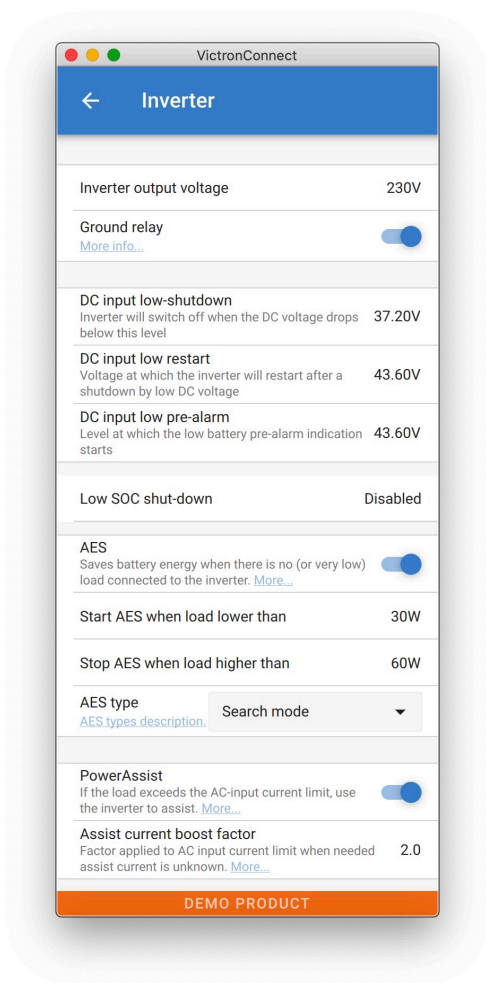 VictronConnect
Inverter
Inverter output voltage 230V
Ground relay
More info...
DC input low-shutdown
Inverter will switch off when the DC voltage drops 37.20V
below this level
DC input low restart
Voltage at which the inverter will restart after a 43.60V
shutdown by low DC voltage
DC input low pre-alarm
Level at which the low battery pre-alarm indication 43.60V
starts
Low SOC shut-down Disabled
AES
Saves battery energy when there is no (or very low)
load connected to the inverter. More...
Start AES when load lower than 30W
Stop AES when load higher than 60W
AES type Search mode
AES types description.
PowerAssist
If the load exceeds the AC-input current limit, use
the inverter to assist. More...
Assist current boost factor
Factor applied to AC input current limit when needed 2.0
assist current is unknown. More...
DEMO PRODUCT